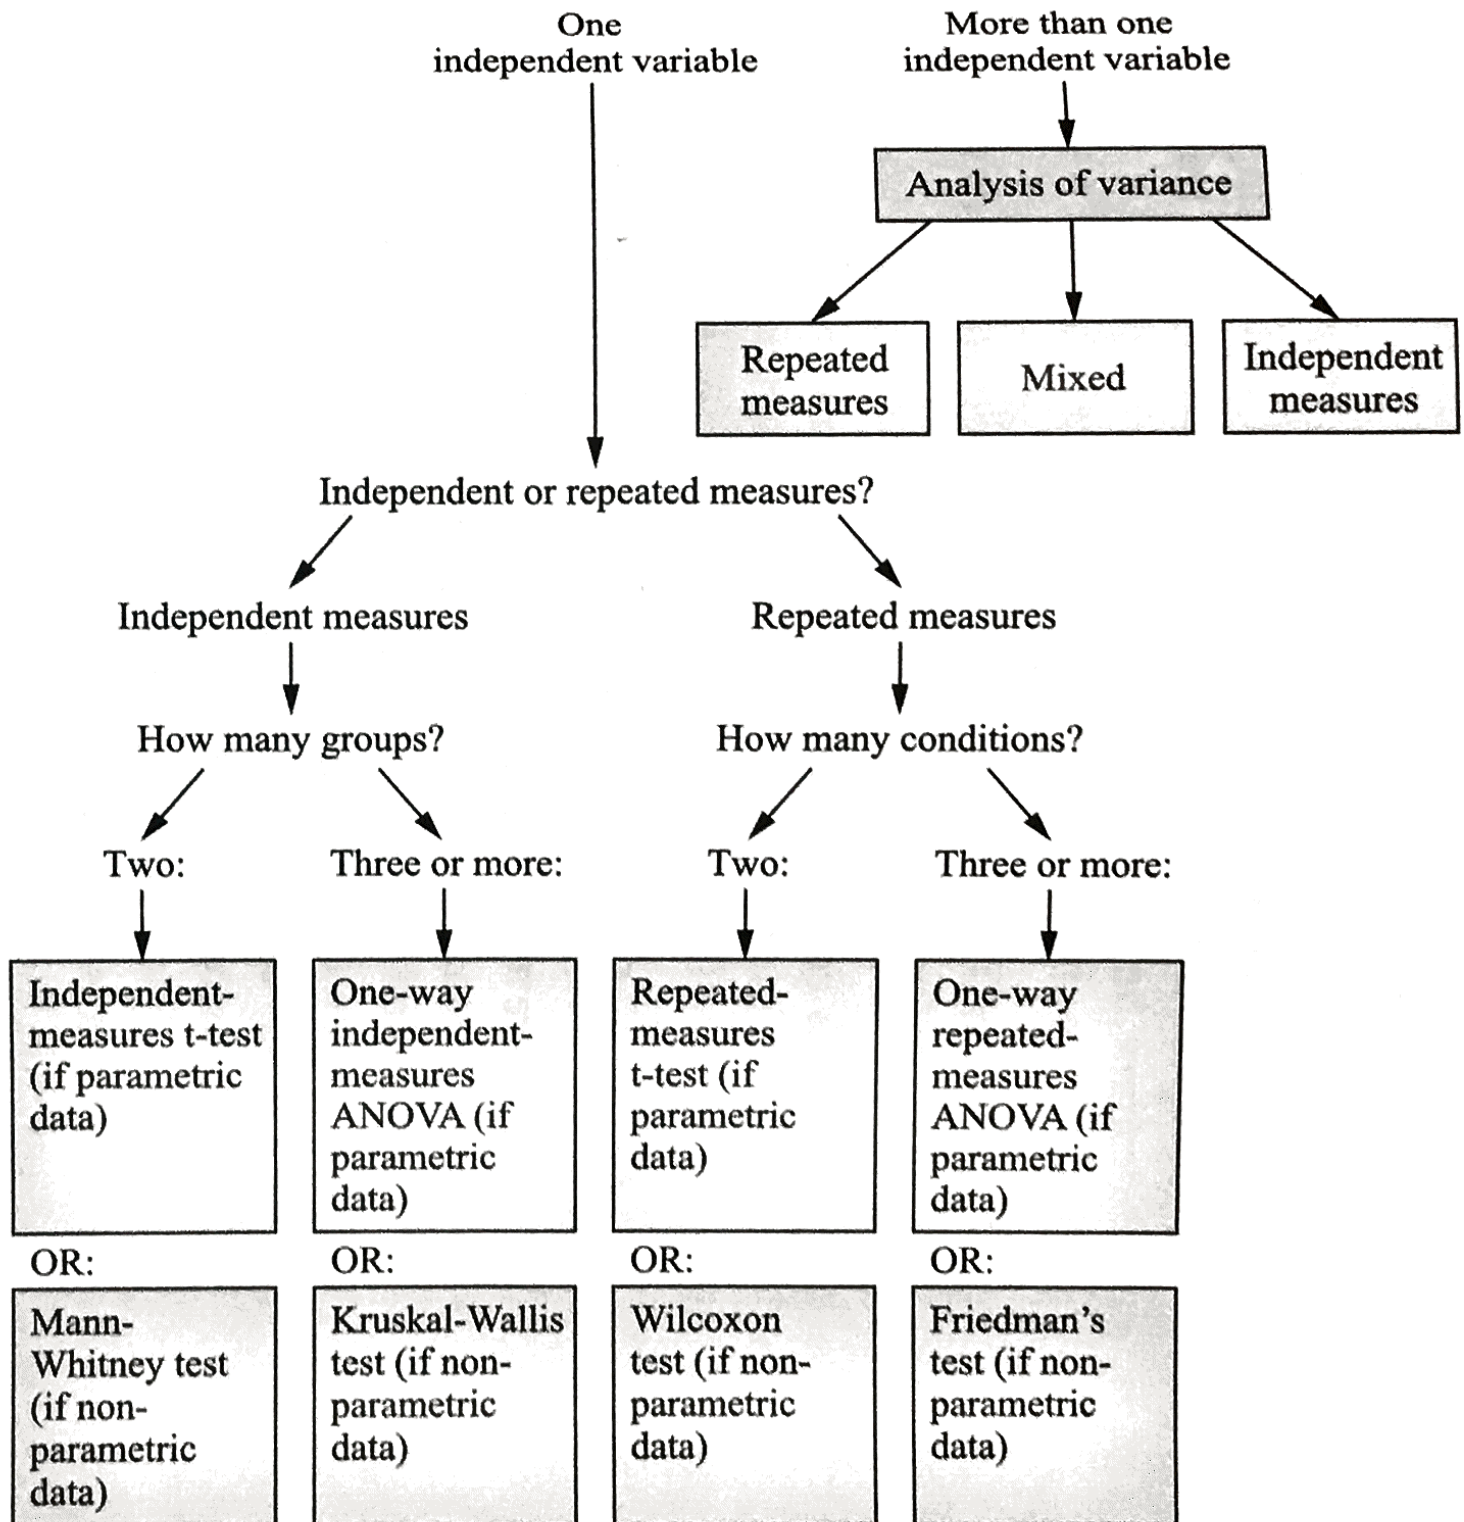 One
independent variable
More than one
independent variable
Analysis of variance
Repeated
measures
Mixed
Independent
measures
Independent or repeated measures?
Independent measures
Repeated measures
How many groups?
How many conditions?
Two:
Three or more:
Two:
Three or more:
Independent-
measures t-test
(if parametric
data)
One-way
independent-
measures
ANOVA (if
parametric
data)
Repeated-
measures
t-test (if
parametric
data)
One-way
repeated-
measures
ANOVA (if
parametric
data)
OR:
OR:
OR:
OR:
Mann-
Whitney test
(if non-
parametric
data)
Kruskal-Wallis
test (if non-
parametric
data)
Wilcoxon
test (if non-
parametric
data)
Friedman's
test (if non-
parametric
data)